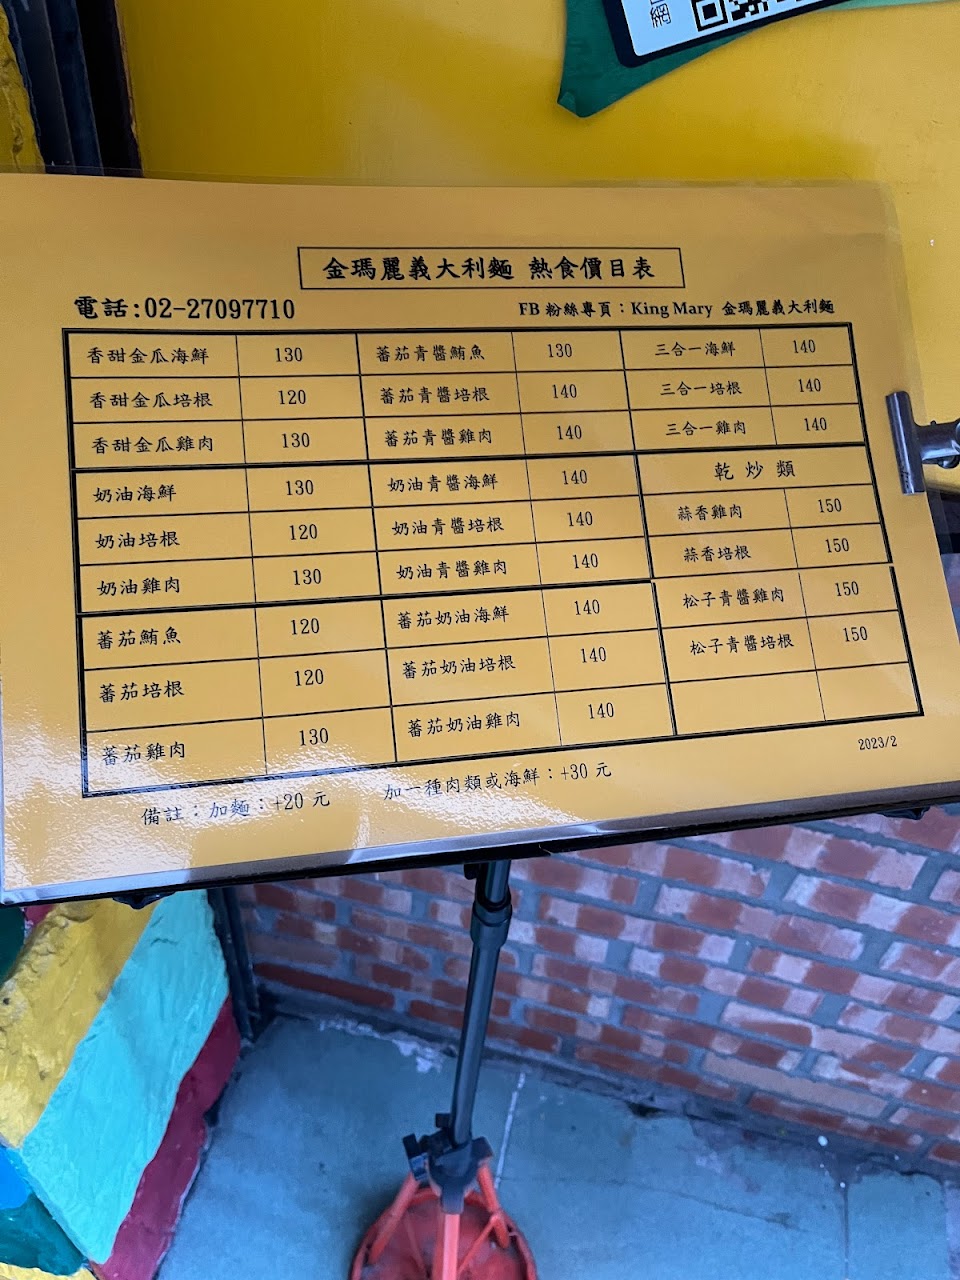 網
金瑪麗義大利麵 熱食價目表
電話:02-27097710
FB 粉絲專頁：King Mary 金瑪麗義大利麵
香甜金瓜海鮮 130 蕃茄青醬鮪魚 130 三合一海鮮 140
香甜金瓜培根 120 蕃茄青醬培根 140 三合一培根 140
香甜金瓜雞肉 130 蕃茄青醬雞肉 140 三合一雞肉 140
奶油海鮮 130 奶油青醬海鮮 140 乾炒類
奶油培根 120 奶油青醬培根 140 蒜香雞肉 150
奶油雞肉 130 奶油青醬雞肉 140 蒜香培根 150
蕃茄鮪魚 120 蕃茄奶油海鮮 140 松子青醬雞肉 150
蕃茄培根 120 蕃茄奶油培根 140 松子青醬培根 150
蕃茄雞肉 130 蕃茄奶油雞肉 140
2023/2
備註：加麵：+20 元 加一種肉類或海鮮：+30 元